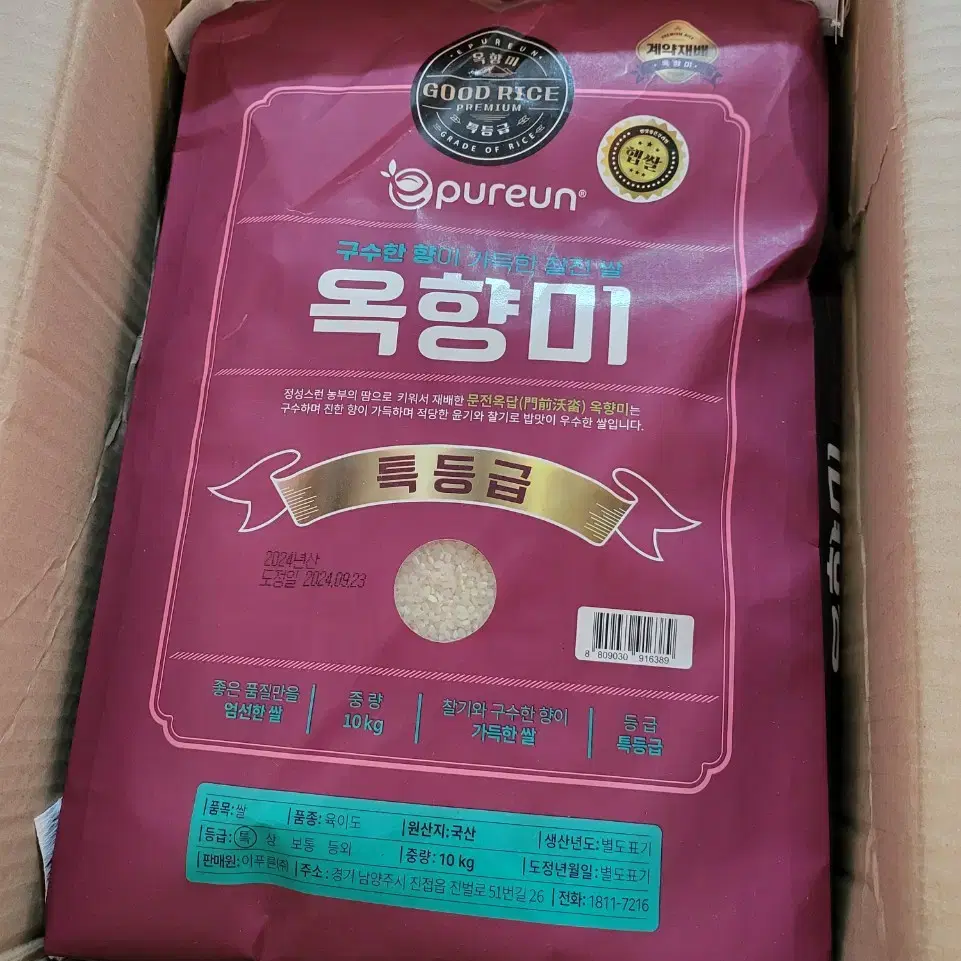 EPUREUN
옥향미
GOOD RICE
PREMIUM
특등급
GRADE OF RICE
PREMIUM RICE
계약재배
옥향미
햅쌀
epureun®
구수한 향이 가득한 찰진 쌀
옥향미
정성스런 농부의 땀으로 키워서 재배한 문전옥답(門前沃畓) 옥향미는
구수하며 진한 향이 가득하며 적당한 윤기와 찰기로 밥맛이 우수한 쌀입니다.
특등급
2024년산
도정일 2024.09.23
8 809030 916389
좋은 품질만을
엄선한 쌀
중 량
10kg
찰기와 구수한 향이
가득한 쌀
등 급
특등급
품목:쌀 품종: 육이도 원산지:국산 생산년도: 별도표기
등급: 특 상 보통 등외 중량: 10 kg 도정년월일: 별도표기
판매원: 이푸른(주) 주소: 경기 남양주시 진접읍 진벌로 51번길 26 전화: 1811-7216